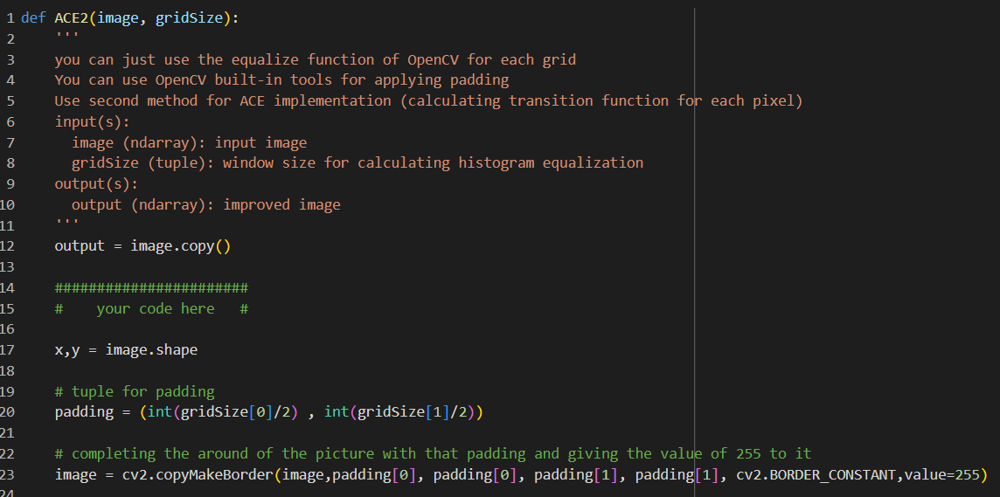 1 def ACE2(image, gridSize):
2     '''
3     you can just use the equalize function of OpenCV for each grid
4     You can use OpenCV built-in tools for applying padding
5     Use second method for ACE implementation (calculating transition function for each pixel)
6     input(s):
7       image (ndarray): input image
8       gridSize (tuple): window size for calculating histogram equalization
9     output(s):
10       output (ndarray): improved image
11     '''
12     output = image.copy()
13
14     #######################
15     #    your code here   #
16
17     x,y = image.shape
18
19     # tuple for padding
20     padding = (int(gridSize[0]/2) , int(gridSize[1]/2))
21
22     # completing the around of the picture with that padding and giving the value of 255 to it
23     image = cv2.copyMakeBorder(image,padding[0], padding[0], padding[1], padding[1], cv2.BORDER_CONSTANT,value=255)
24